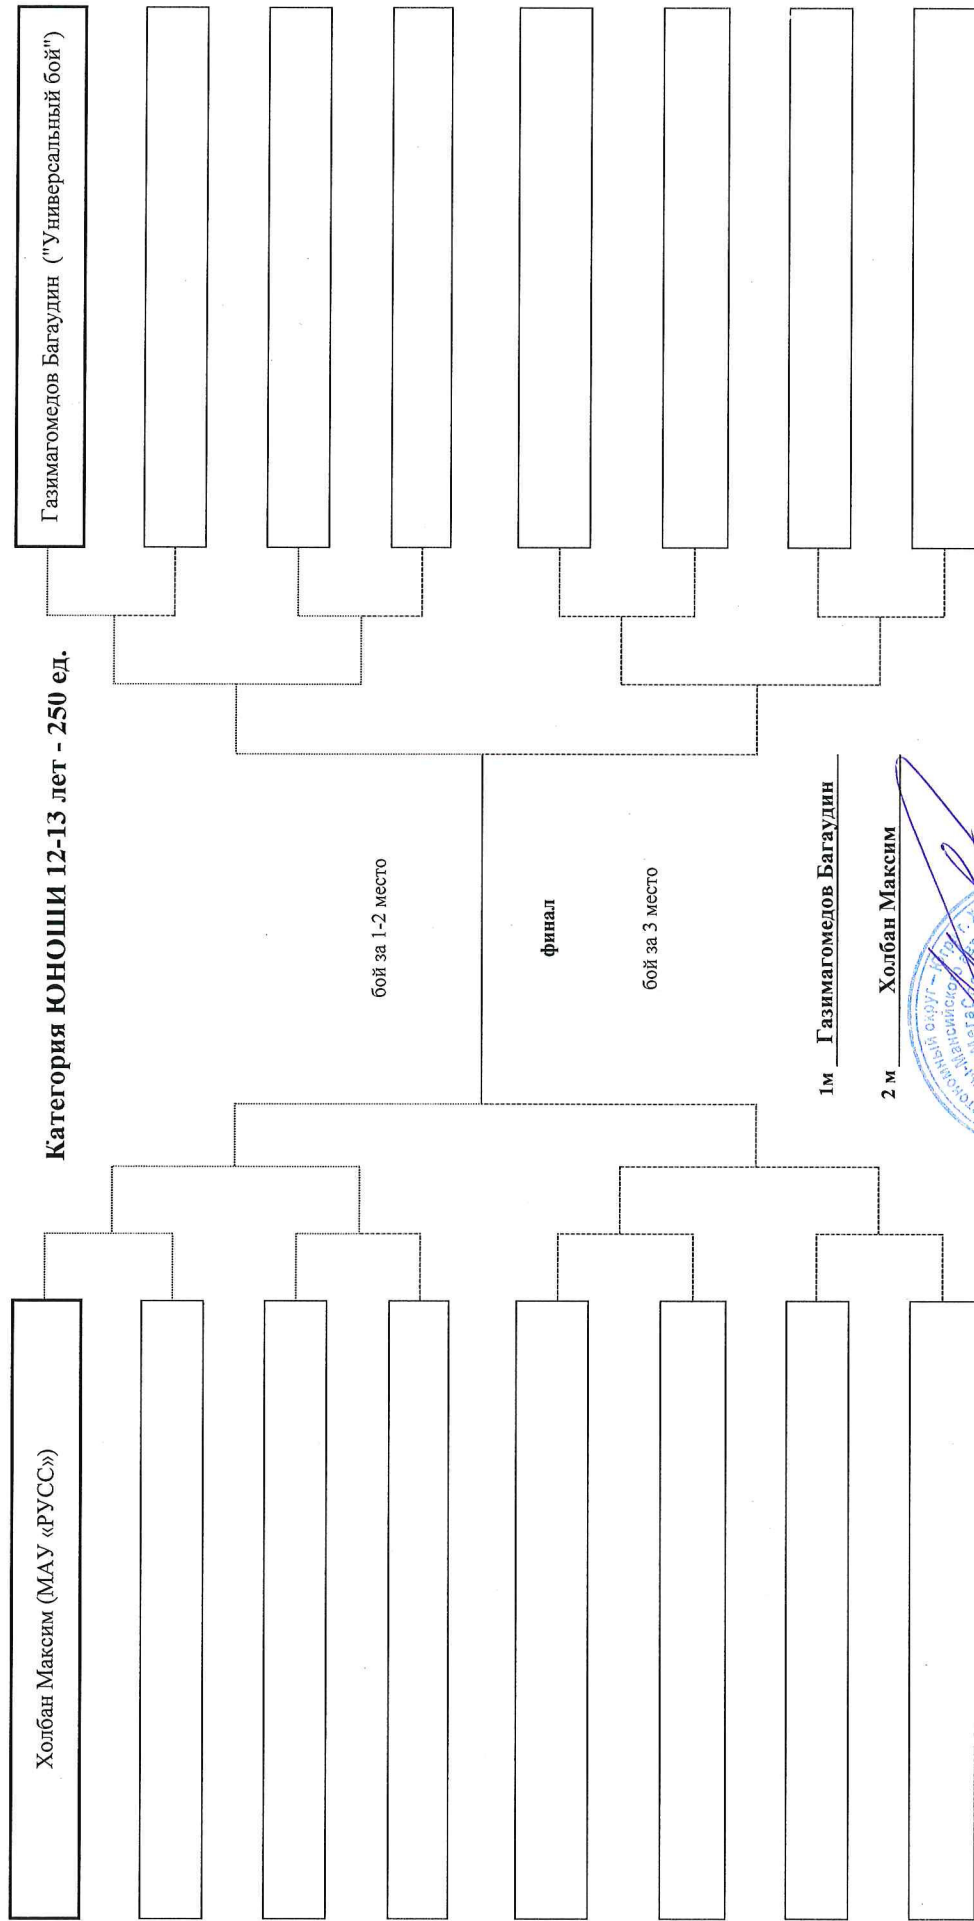 Категория ЮНОШИ 12-13 лет - 250 ед.
Холбан Максим (МАУ «РУСС»)
Газимагомедов Багаудин ("Универсальный бой")
бой за 1-2 место
финал
бой за 3 место
1м Газимагомедов Багаудин
2 м Холбан Максим